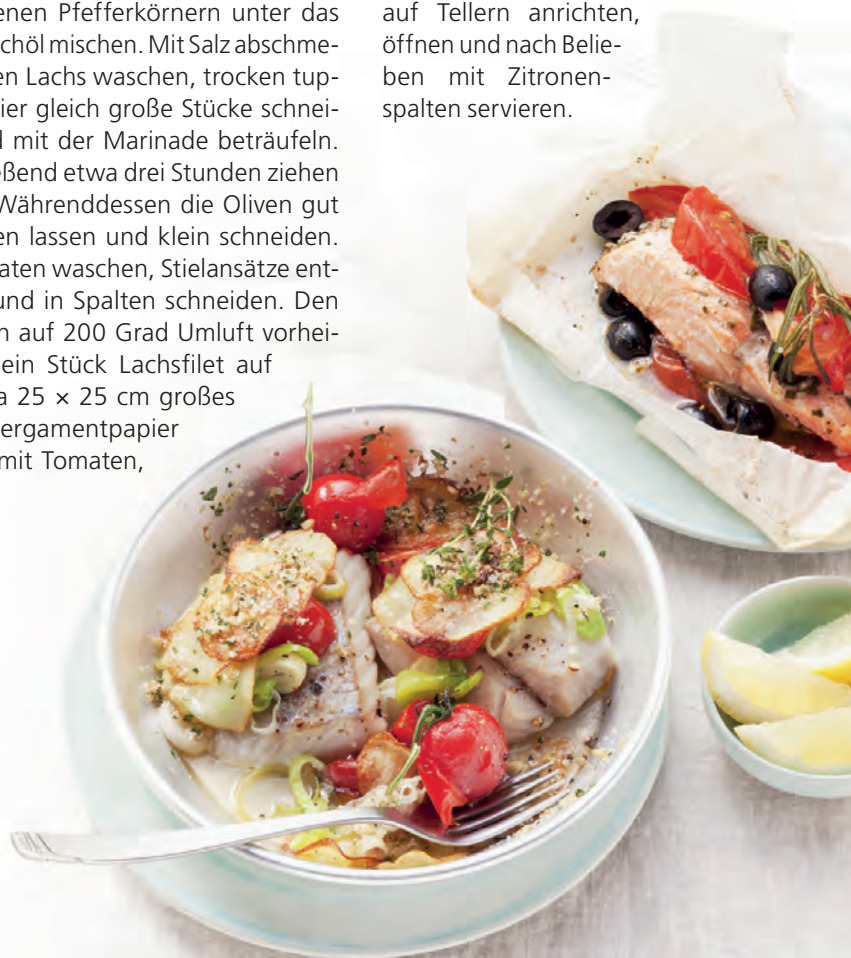 enen Pfefferkörnern unter das
chöl mischen. Mit Salz abschme-
en Lachs waschen, trocken tup-
ier gleich große Stücke schnei-
d mit der Marinade beträufeln.
eßend etwa drei Stunden ziehen
Währenddessen die Oliven gut
en lassen und klein schneiden.
aten waschen, Stielansätze ent-
und in Spalten schneiden. Den
n auf 200 Grad Umluft vorhei-
ein Stück Lachsfilet auf
a 25 × 25 cm großes
ergamentpapier
mit Tomaten,
auf Tellern anrichten,
öffnen und nach Belie-
ben mit Zitronen-
spalten servieren.